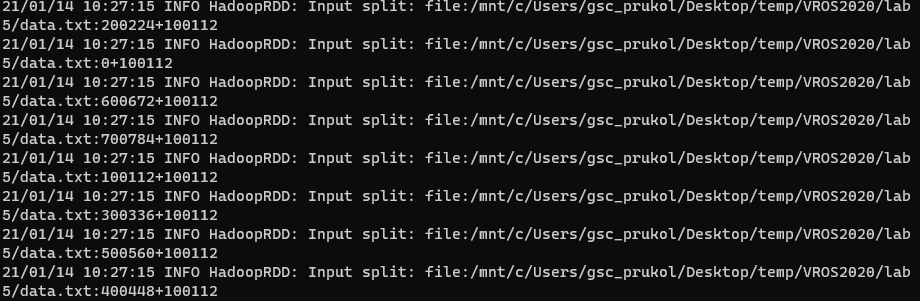 21/01/14 10:27:15 INFO HadoopRDD: Input split: file:/mnt/c/Users/gsc_prukol/Desktop/temp/VROS2020/lab
5/data.txt:200224+100112
21/01/14 10:27:15 INFO HadoopRDD: Input split: file:/mnt/c/Users/gsc_prukol/Desktop/temp/VROS2020/lab
5/data.txt:0+100112
21/01/14 10:27:15 INFO HadoopRDD: Input split: file:/mnt/c/Users/gsc_prukol/Desktop/temp/VROS2020/lab
5/data.txt:600672+100112
21/01/14 10:27:15 INFO HadoopRDD: Input split: file:/mnt/c/Users/gsc_prukol/Desktop/temp/VROS2020/lab
5/data.txt:700784+100112
21/01/14 10:27:15 INFO HadoopRDD: Input split: file:/mnt/c/Users/gsc_prukol/Desktop/temp/VROS2020/lab
5/data.txt:100112+100112
21/01/14 10:27:15 INFO HadoopRDD: Input split: file:/mnt/c/Users/gsc_prukol/Desktop/temp/VROS2020/lab
5/data.txt:300336+100112
21/01/14 10:27:15 INFO HadoopRDD: Input split: file:/mnt/c/Users/gsc_prukol/Desktop/temp/VROS2020/lab
5/data.txt:500560+100112
21/01/14 10:27:15 INFO HadoopRDD: Input split: file:/mnt/c/Users/gsc_prukol/Desktop/temp/VROS2020/lab
5/data.txt:400448+100112